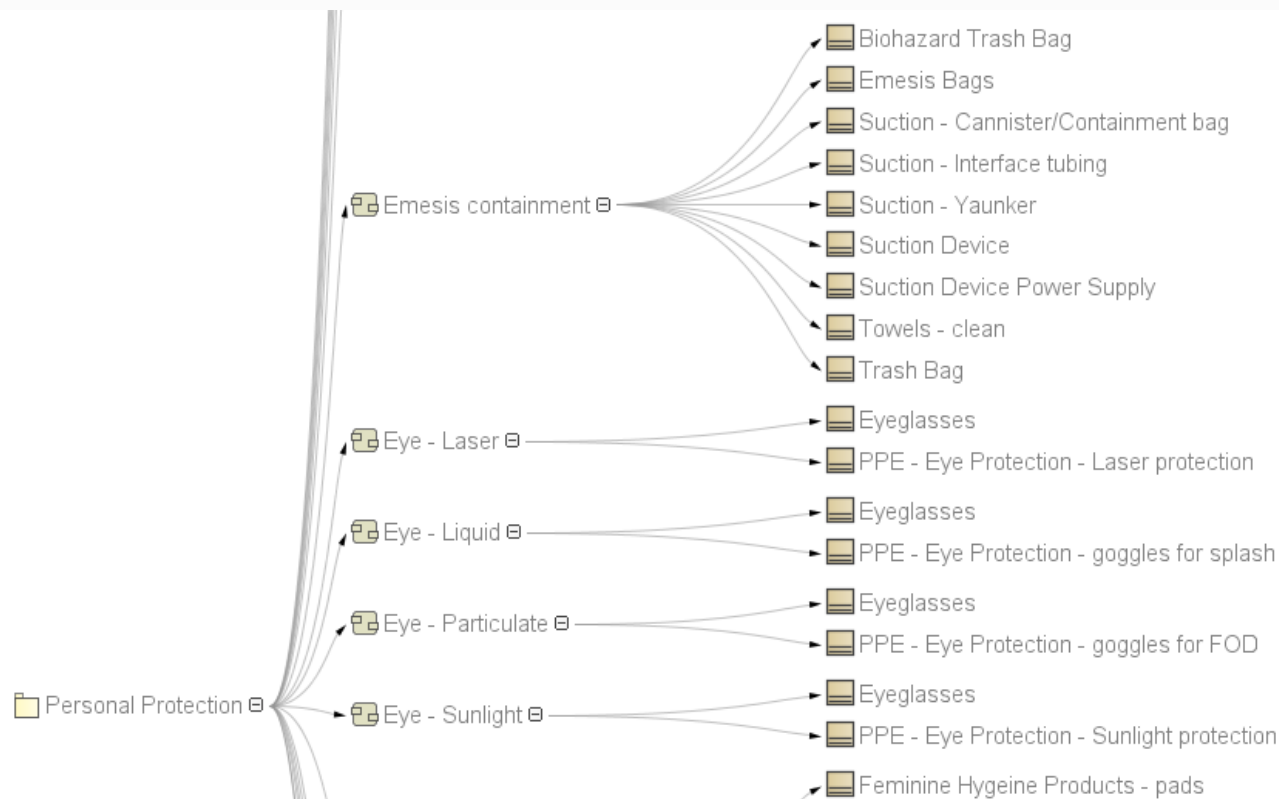 Biohazard Trash Bag
Emesis Bags
Suction - Cannister/Containment bag
Suction - Interface tubing
Emesis containment
Suction - Yaunker
Suction Device
Suction Device Power Supply
Towels - clean
Trash Bag
Eye - Laser
Eyeglasses
PPE - Eye Protection - Laser protection
Eye - Liquid
Eyeglasses
PPE - Eye Protection - goggles for splash
Eye - Particulate
Eyeglasses
PPE - Eye Protection - goggles for FOD
Personal Protection
Eye - Sunlight
Eyeglasses
PPE - Eye Protection - Sunlight protection
Feminine Hygeine Products - pads